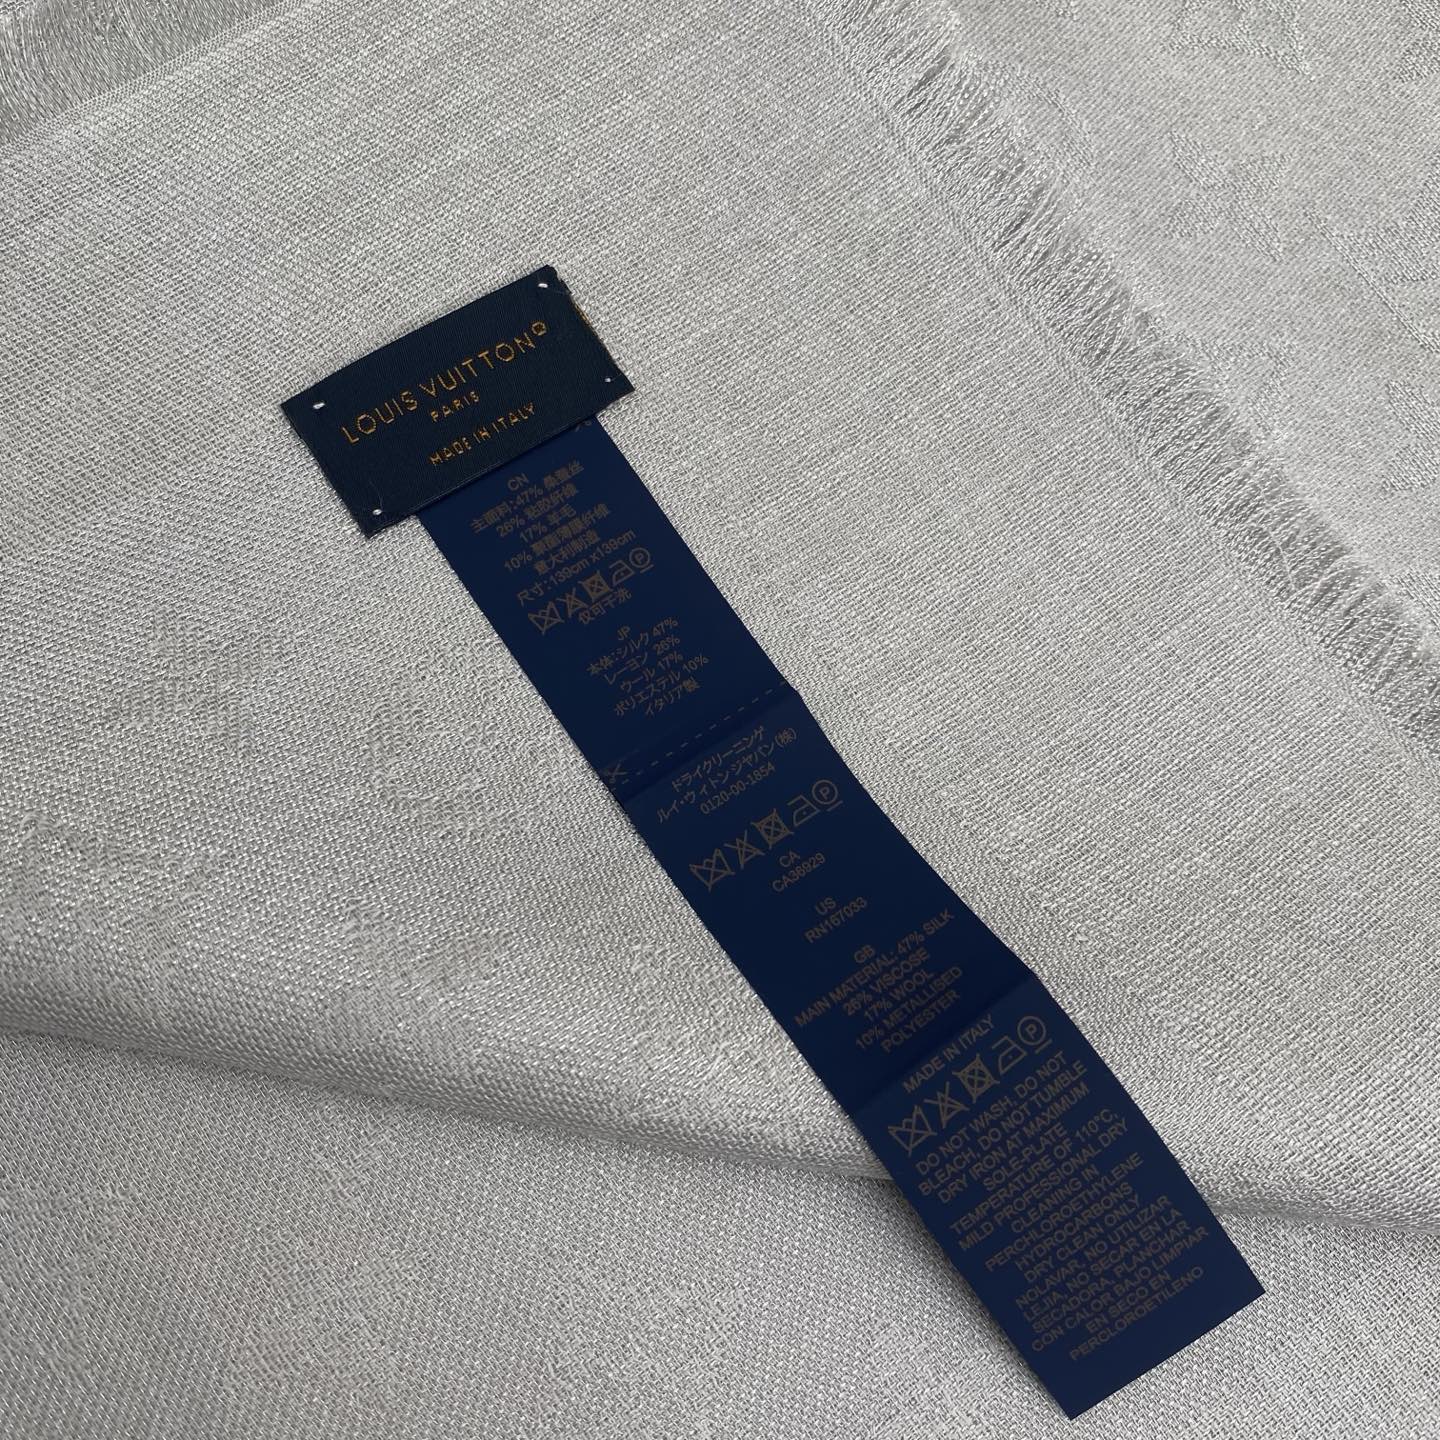 LOUIS VUITTON
PARIS
MADE IN ITALY
CN
主面料:47% 桑蚕丝
26% 粘胶纤维
17% 羊毛
10% 聚酯薄膜纤维
意大利制造
尺寸:139cm x139cm
P
仅可干洗
JP
本体:シルク 47%
レーヨン 26%
ウール 17%
ポリエステル 10%
イタリア製
ドライクリーニング
ルイ・ヴィトン ジャパン(株)
0120-00-1854
P
CA
CA36929
US
RN167033
GB
MAIN MATERIAL: 47% SILK
26% VISCOSE
17% WOOL
10% METALLISED
POLYESTER
MADE IN ITALY
P
DO NOT WASH, DO NOT
BLEACH, DO NOT TUMBLE
DRY IRON AT MAXIMUM
SOLE-PLATE
TEMPERATURE OF 110°C,
MILD PROFESSIONAL DRY
CLEANING IN
PERCHLOROETHYLENE
HYDROCARBONS
DRY CLEAN ONLY
NOLAVAR, NO UTILIZAR
LEJIA, NO SECAR EN LA
SECADORA, PLANCHAR
CON CALOR BAJO LIMPIAR
EN SECO EN
PERCLOROETILENO